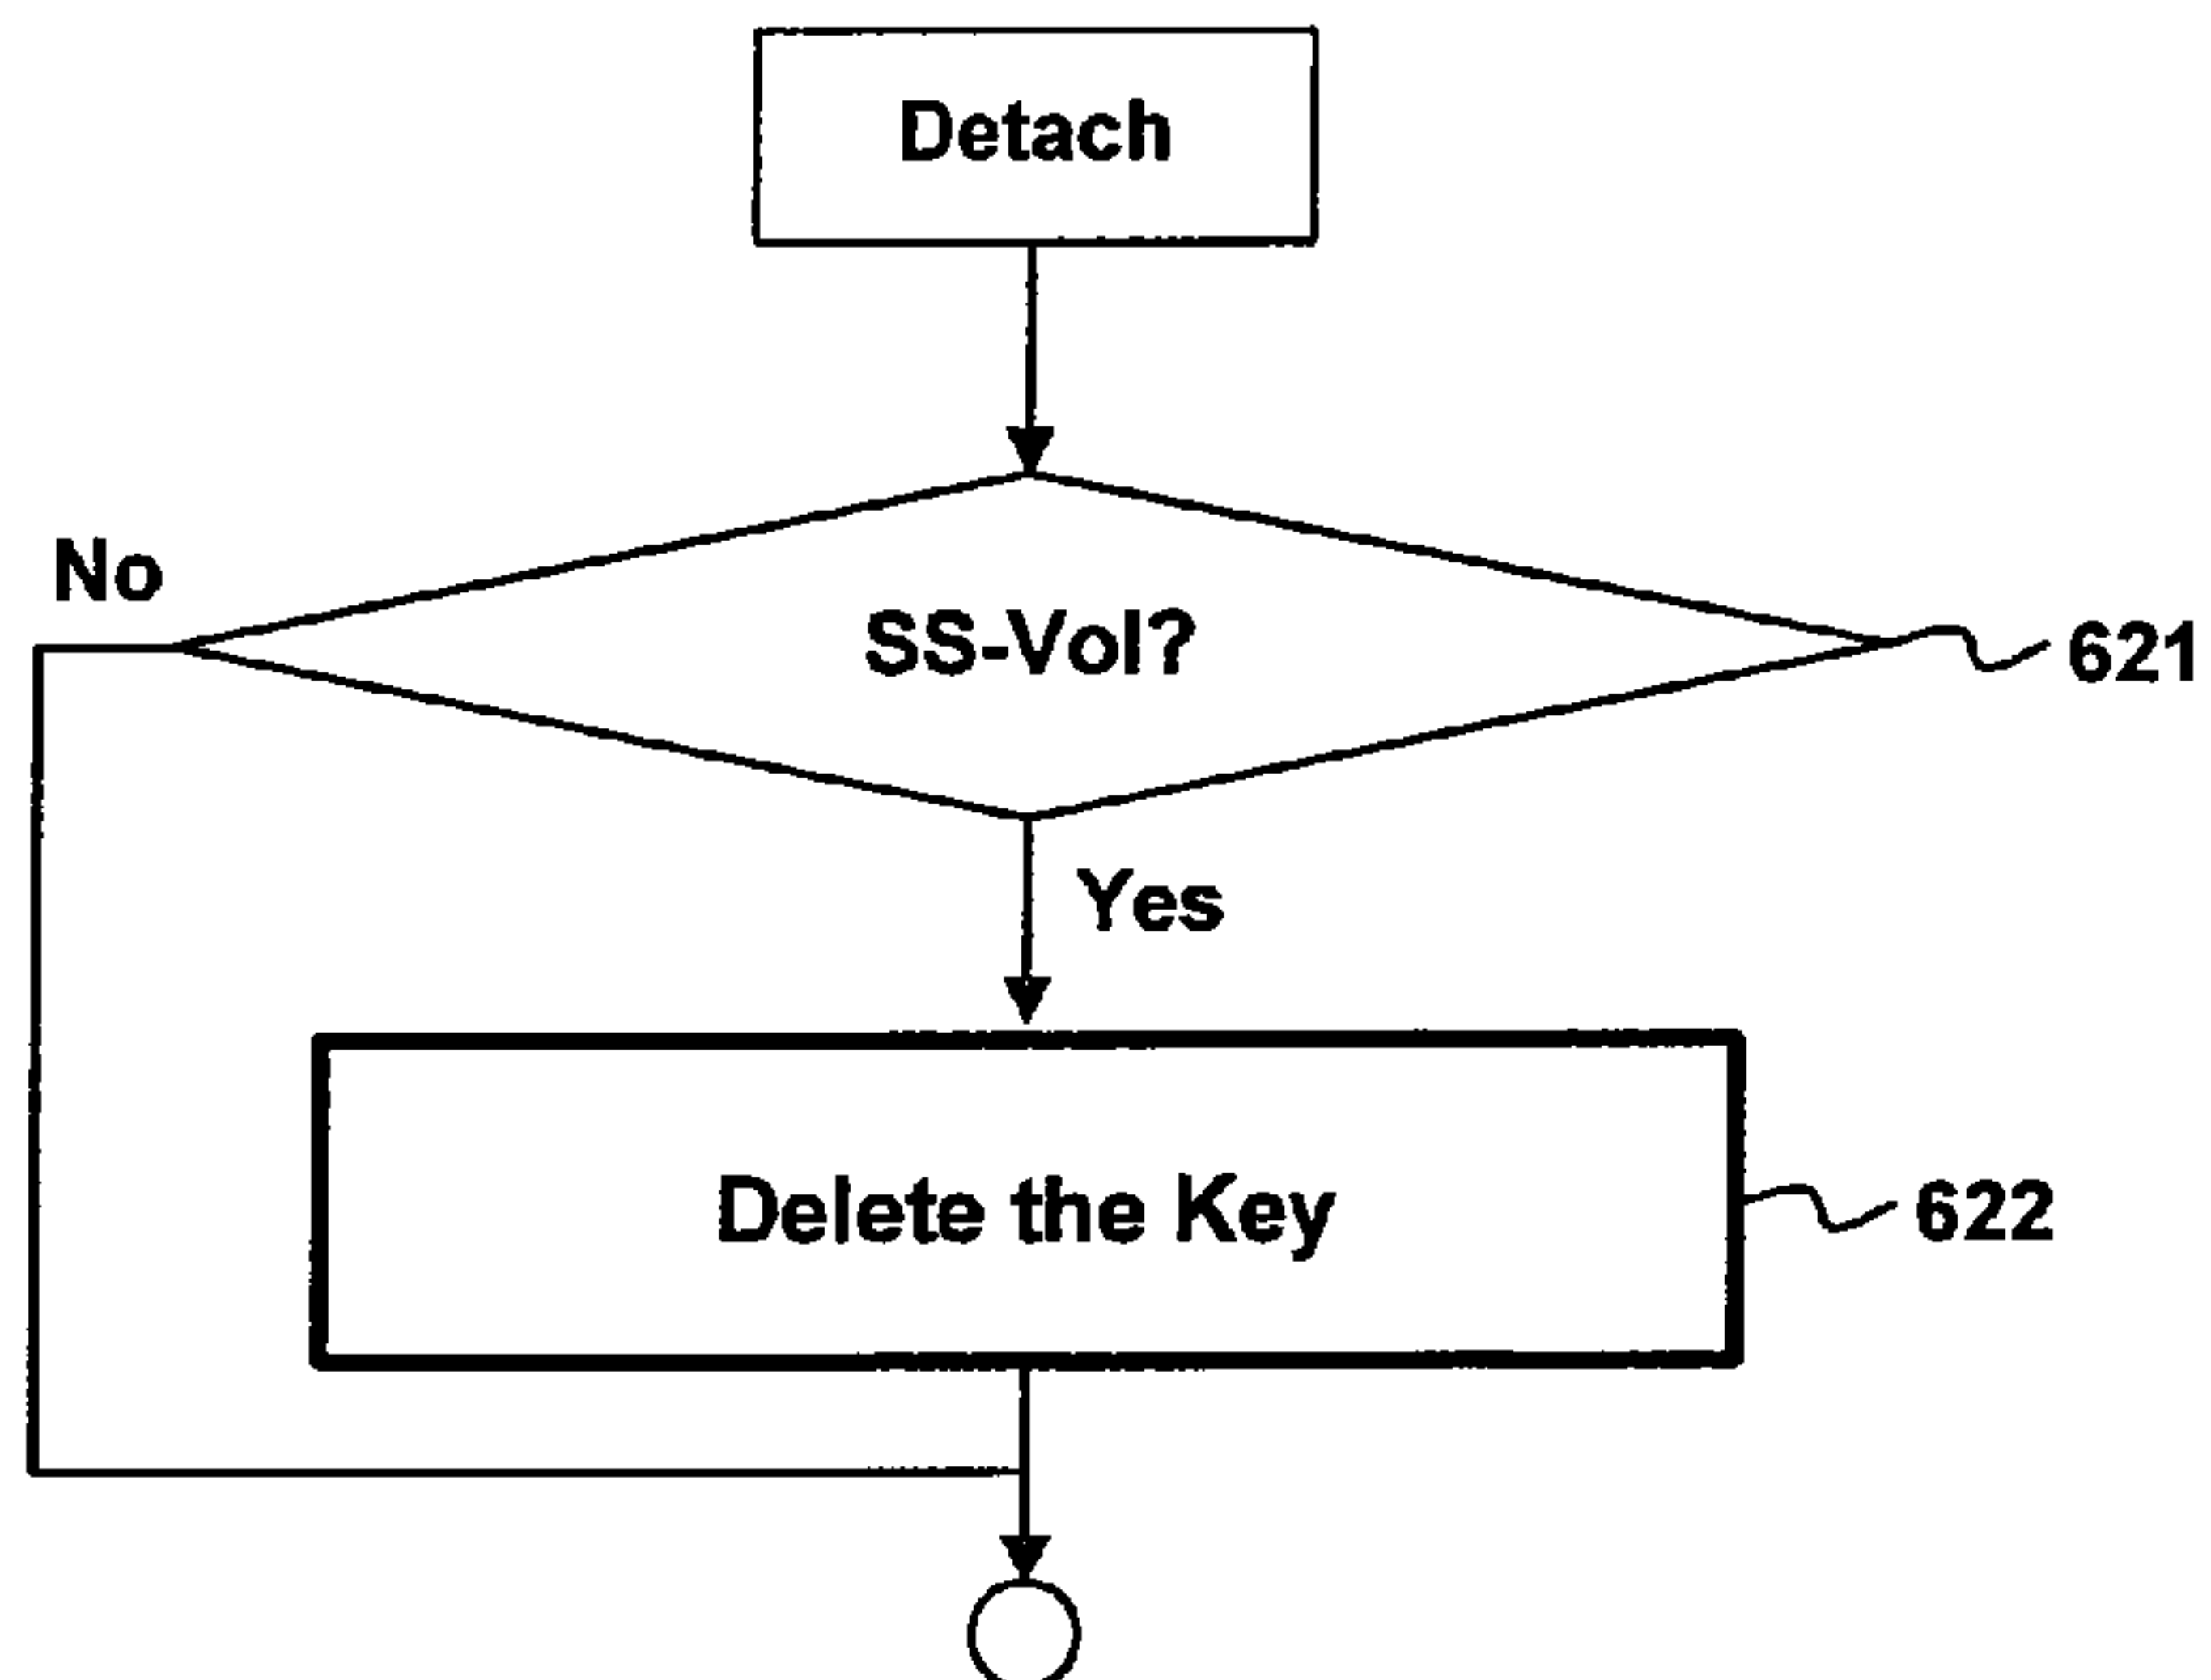 Detach
No
SS-Vol?
621
Yes
Delete the Key
622